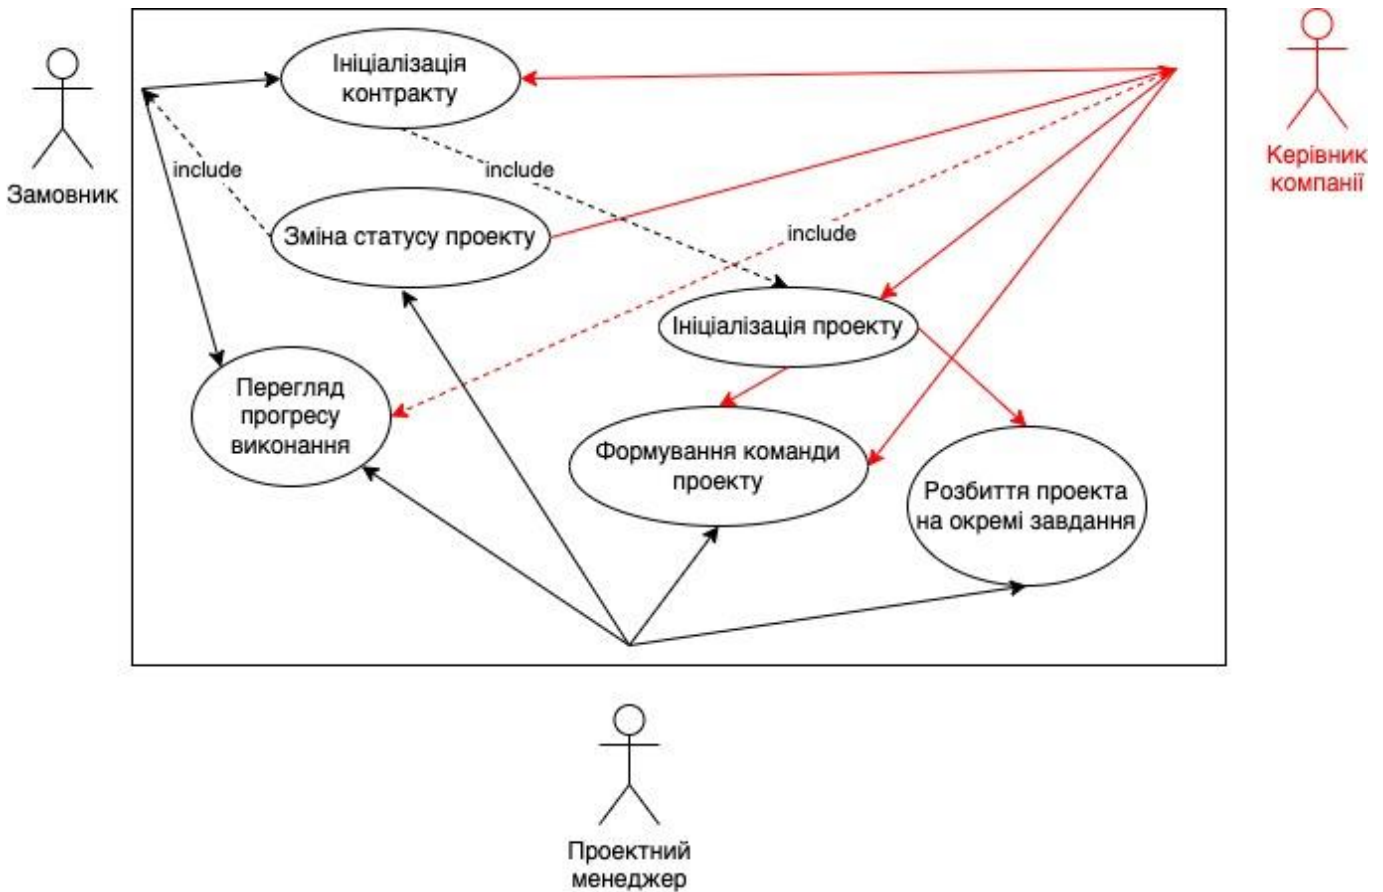 Ініціалізація
контракту
Замовник
Керівник
компанії
include
include
Зміна статусу проекту
include
Ініціалізація проекту
Перегляд
прогресу
виконання
Формування команди
проекту
Розбиття проекта
на окремі завдання
Проектний
менеджер